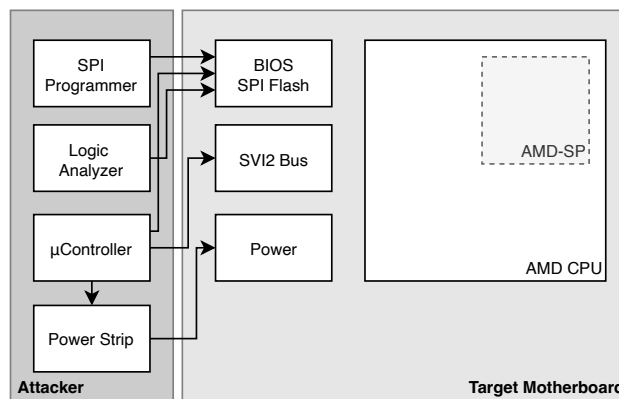 SPI
Programmer
BIOS
SPI Flash
Logic
Analyzer
SVI2 Bus
AMD-SP
µController
Power
AMD CPU
Power Strip
Attacker
Target Motherboard